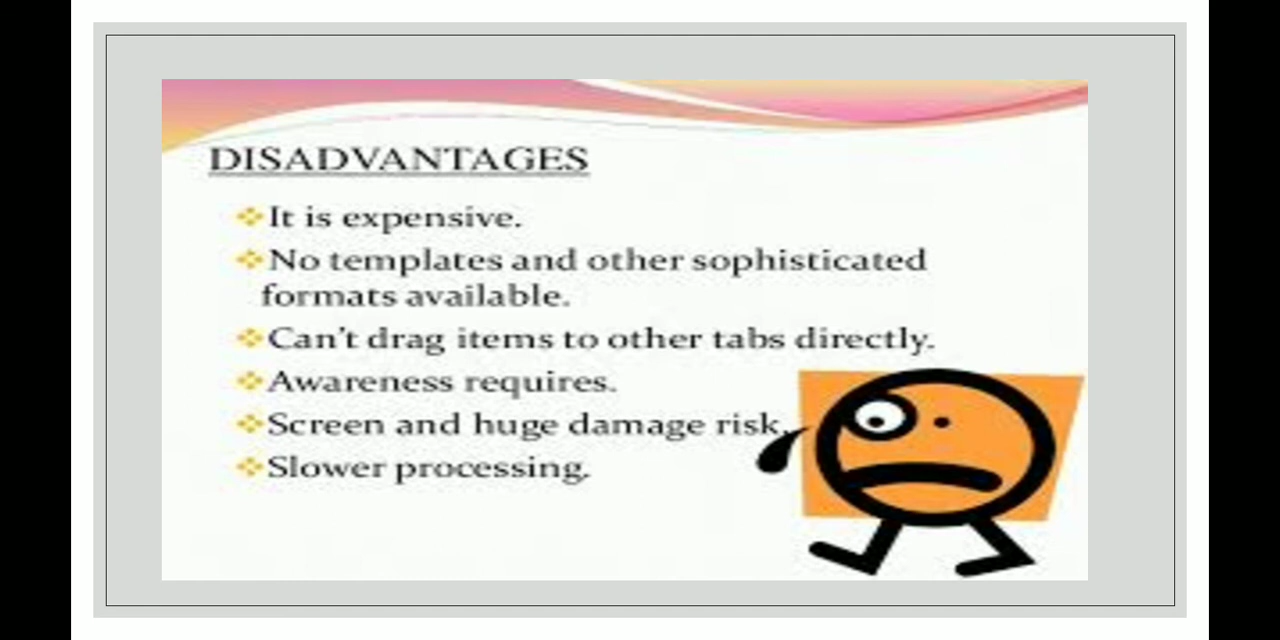 DISADVANTAGES
It is expensive.
No templates and other sophisticated
formats available.
Can't drag items to other tabs directly.
Awareness requires.
Screen and huge damage risk.
Slower processing.